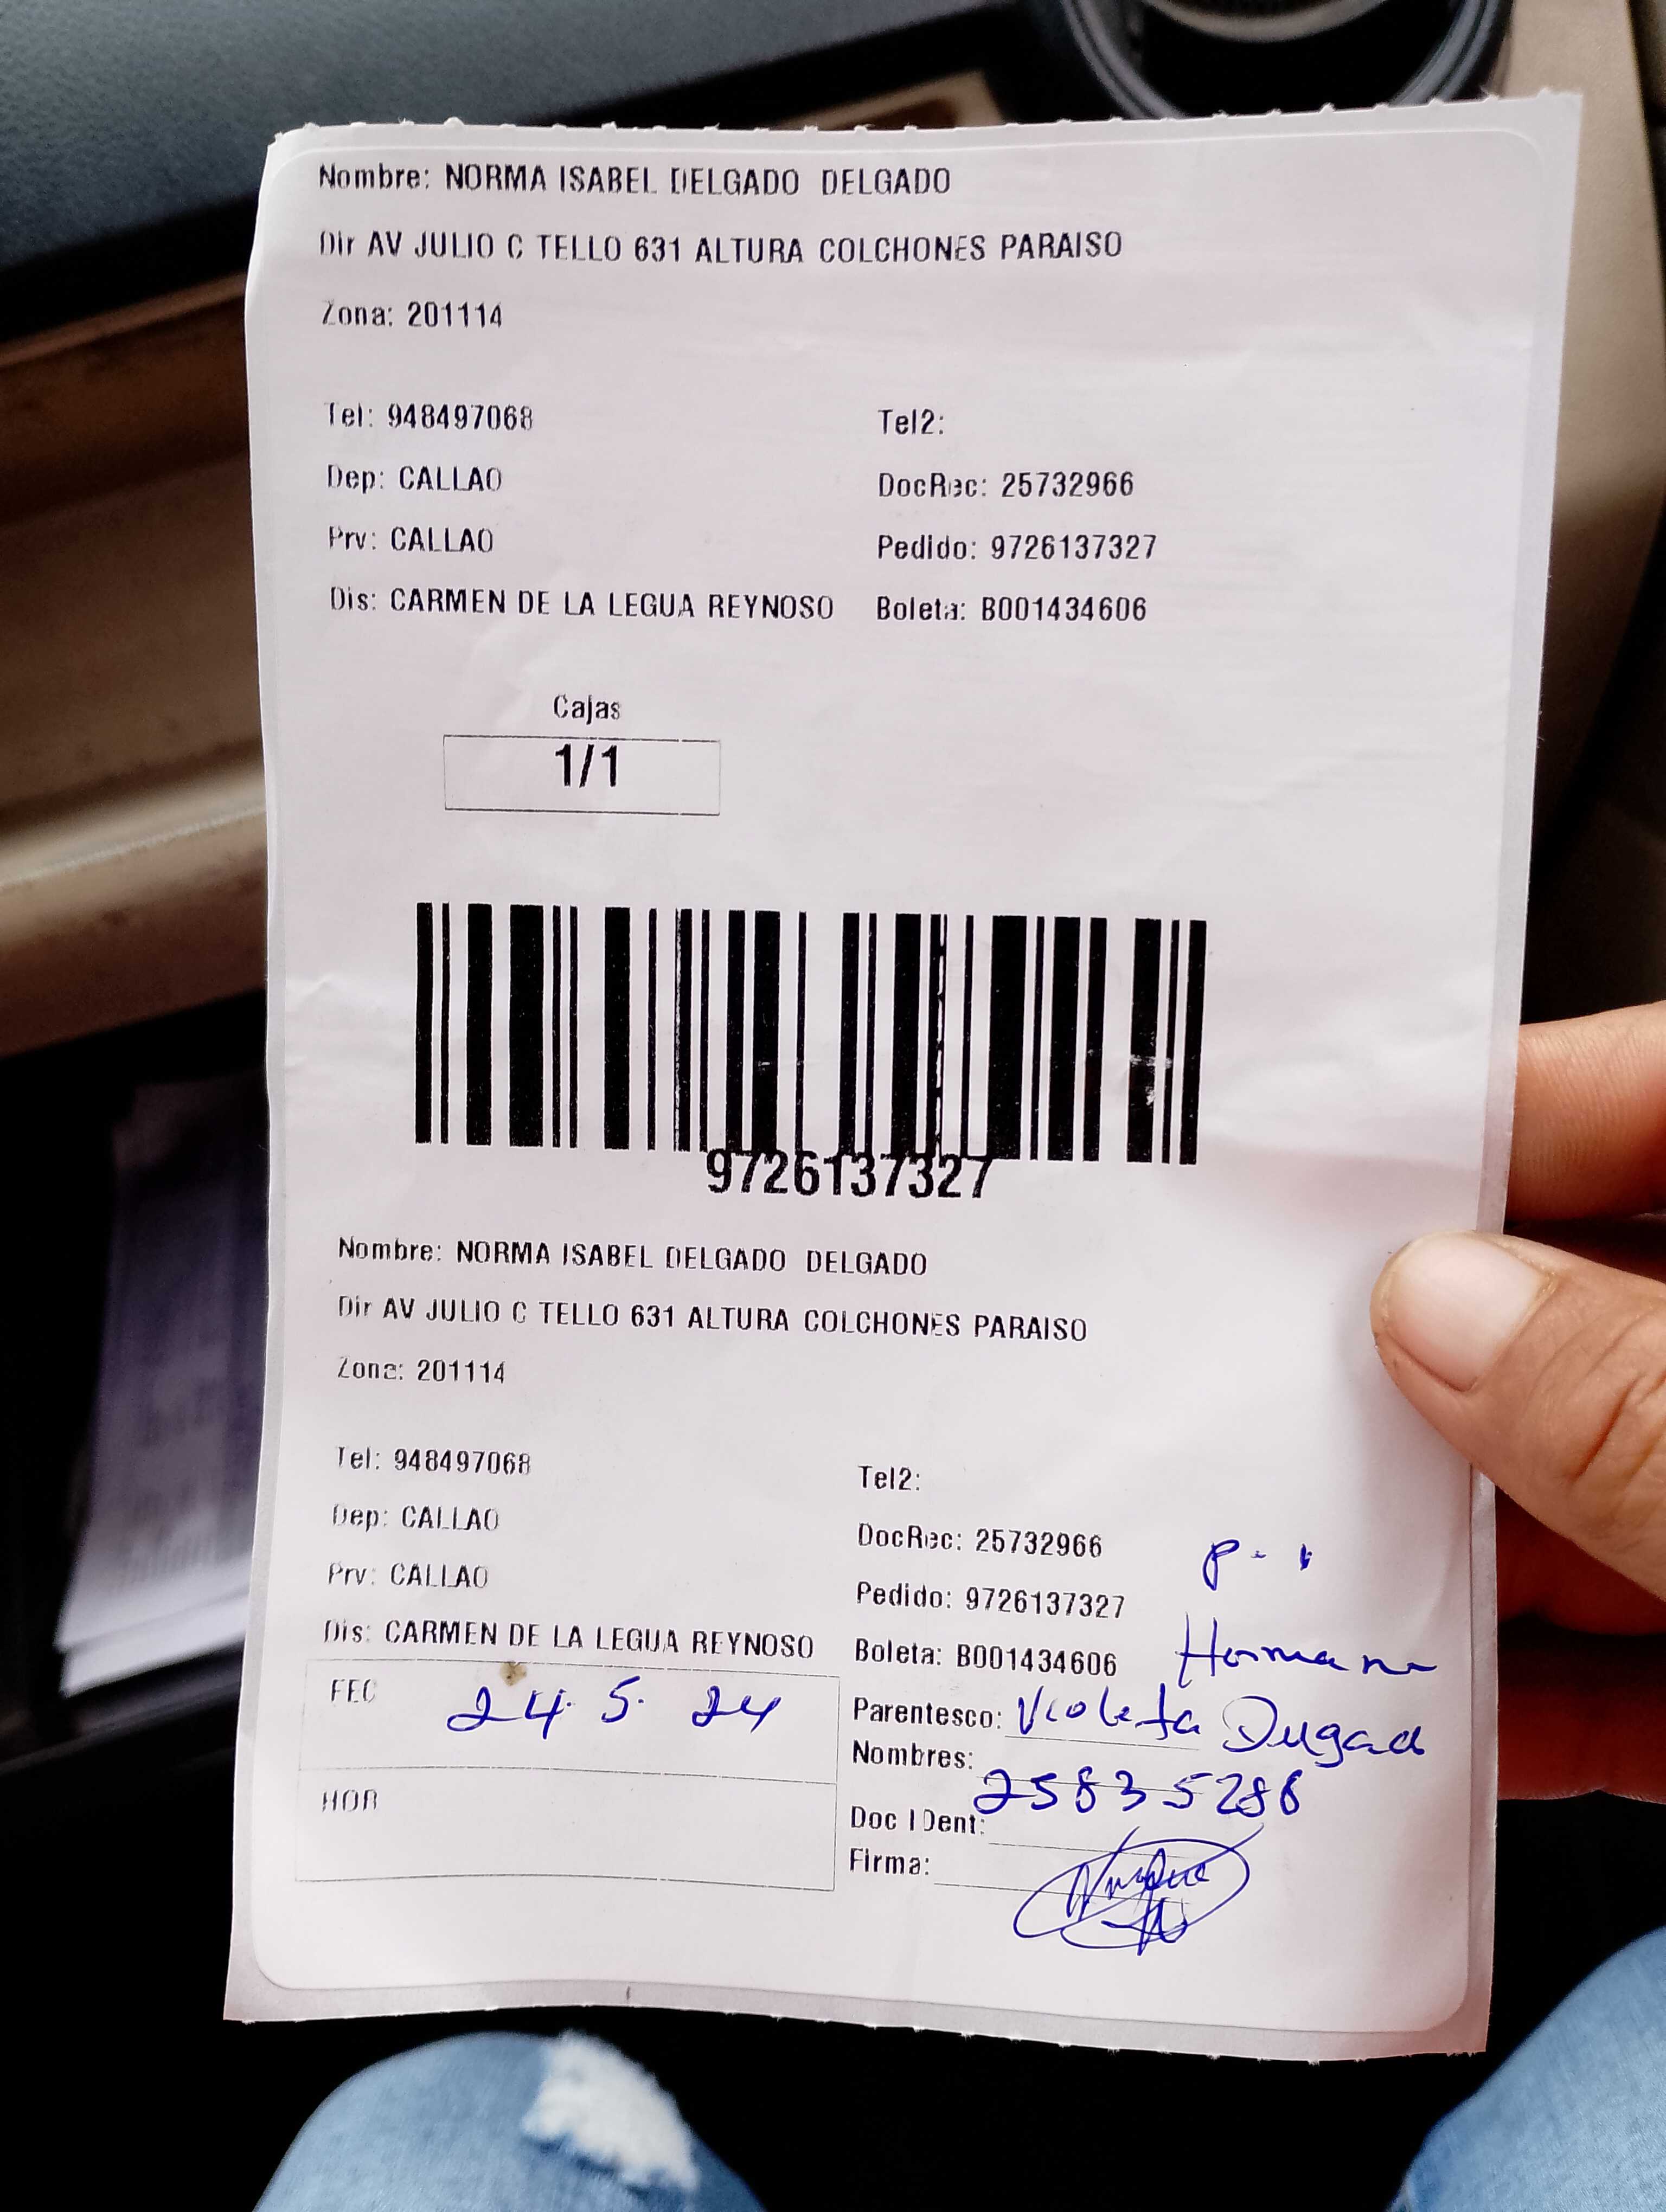 Nombre: NORMA ISABEL DELGADO DELGADO
Dir AV JULIO C TELLO 631 ALTURA COLCHONES PARAISO
Zona: 201114
Tel: 948497068 Tel2:
Dep: CALLAO DocRec: 25732966
Prv: CALLAO Pedido: 9726137327
Dis: CARMEN DE LA LEGUA REYNOSO Boleta: B001434606
Cajas
1/1
9726137327
Nombre: NORMA ISABEL DELGADO DELGADO
Dir AV JULIO C TELLO 631 ALTURA COLCHONES PARAISO
Zona: 201114
Tel: 948497068 Tel2:
Dep: CALLAO DocRec: 25732966
Prv: CALLAO Pedido: 9726137327
Dis: CARMEN DE LA LEGUA REYNOSO Boleta: B001434606
FEC 24. 5. 24
Parentesco: Violeta
Nombres:
HOR
Doc IDent: 25835286
Firma: